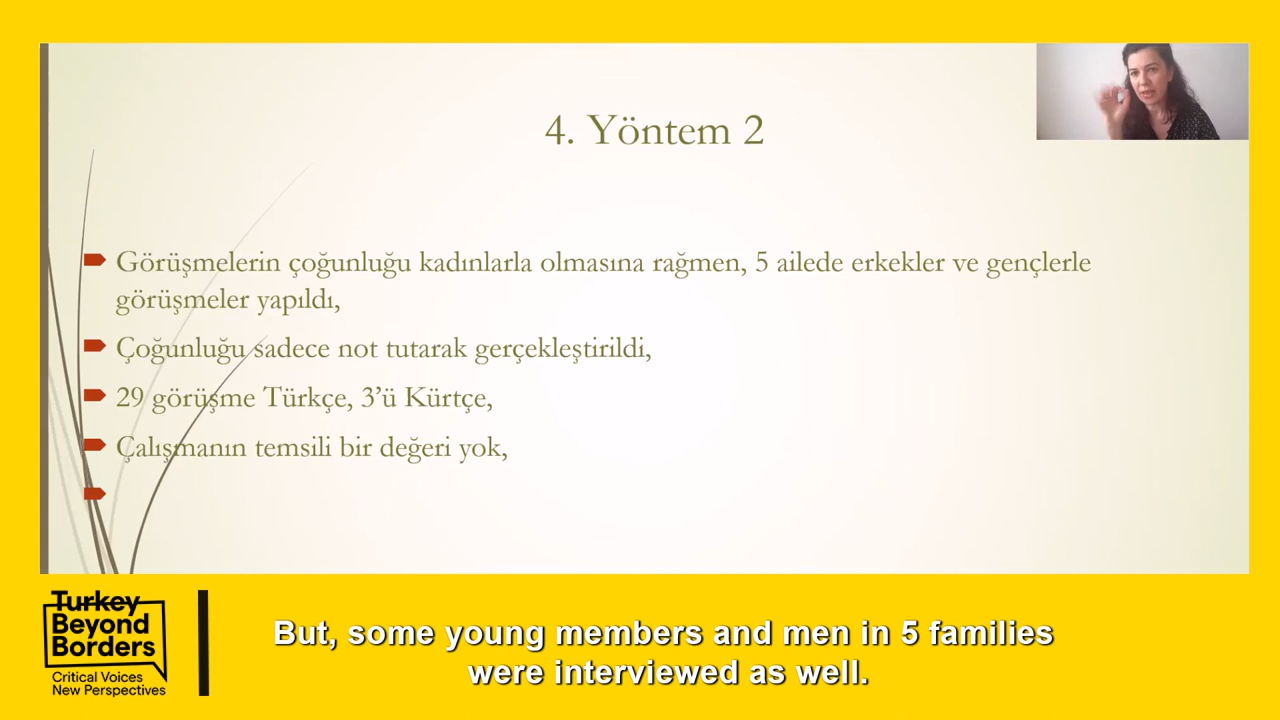 4. Yöntem 2
Görüşmelerin çoğunluğu kadınlarla olmasına rağmen, 5 ailede erkekler ve gençlerle
görüşmeler yapıldı,
Çoğunluğu sadece not tutarak gerçekleştirildi,
29 görüşme Türkçe, 3’ü Kürtçe,
Çalışmanın temsili bir değeri yok,
Turkey
Beyond
Borders
Critical Voices
New Perspectives
But, some young members and men in 5 families
were interviewed as well.